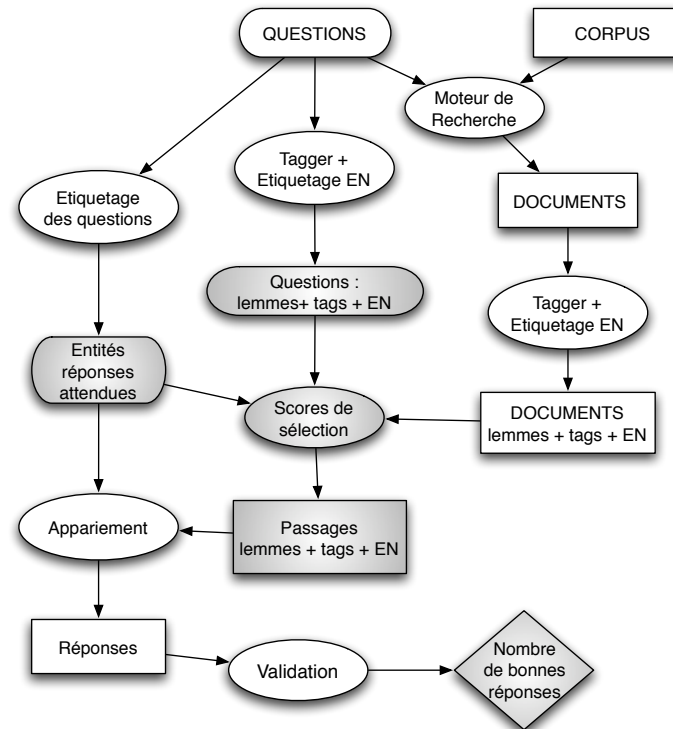 QUESTIONS
CORPUS
Moteur de
Recherche
Tagger +
Etiquetage EN
Etiquetage
des questions
DOCUMENTS
Questions :
lemmes+ tags + EN
Tagger +
Etiquetage EN
Entités
réponses
attendues
Scores de
sélection
DOCUMENTS
lemmes + tags + EN
Appariement
Passages
lemmes + tags + EN
Réponses
Validation
Nombre
de bonnes
réponses